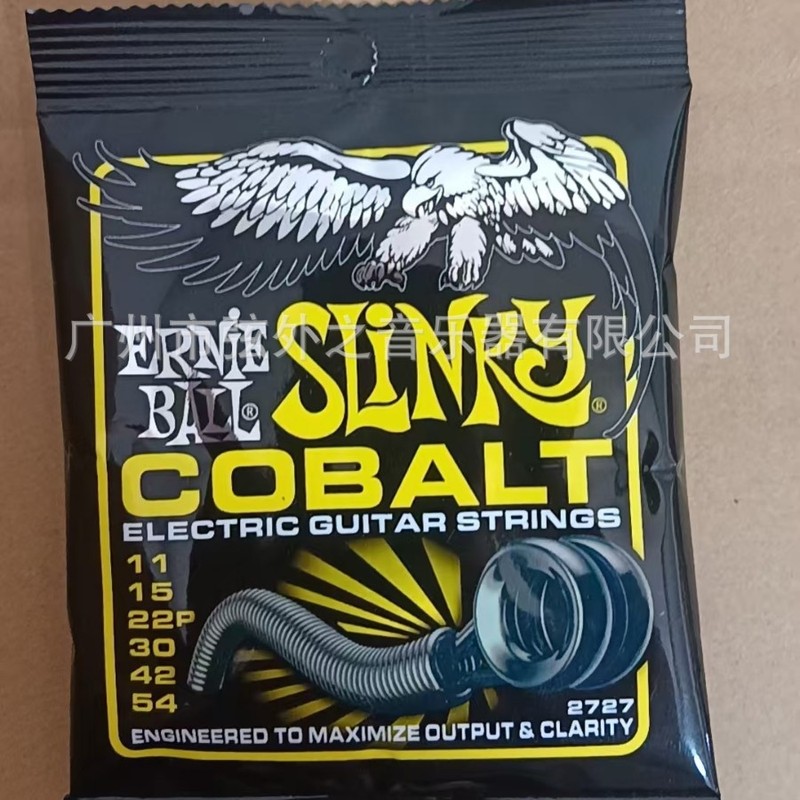 广州市弦外之音乐器有限公司
ERNIE BALL® SLINKY®
COBALT
ELECTRIC GUITAR STRINGS
11
15
22P
30
42
54
2727
ENGINEERED TO MAXIMIZE OUTPUT & CLARITY